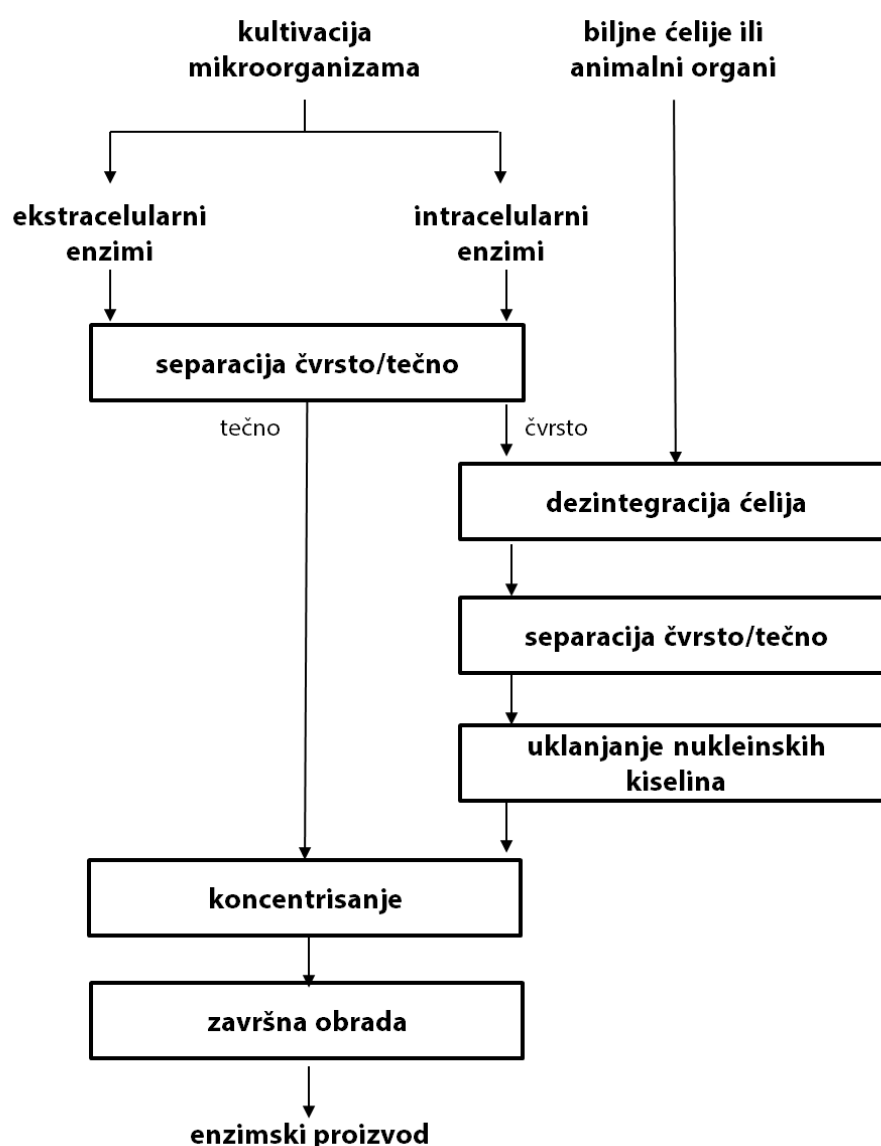 kultivacija
mikroorganizama
biljne ćelije ili
animalni organi
ekstracelularni
enzimi
intracelularni
enzimi
separacija čvrsto/tečno
tečno
čvrsto
dezintegracija ćelija
separacija čvrsto/tečno
uklanjanje nukleinskih
kiselina
koncentrisanje
završna obrada
enzimski proizvod